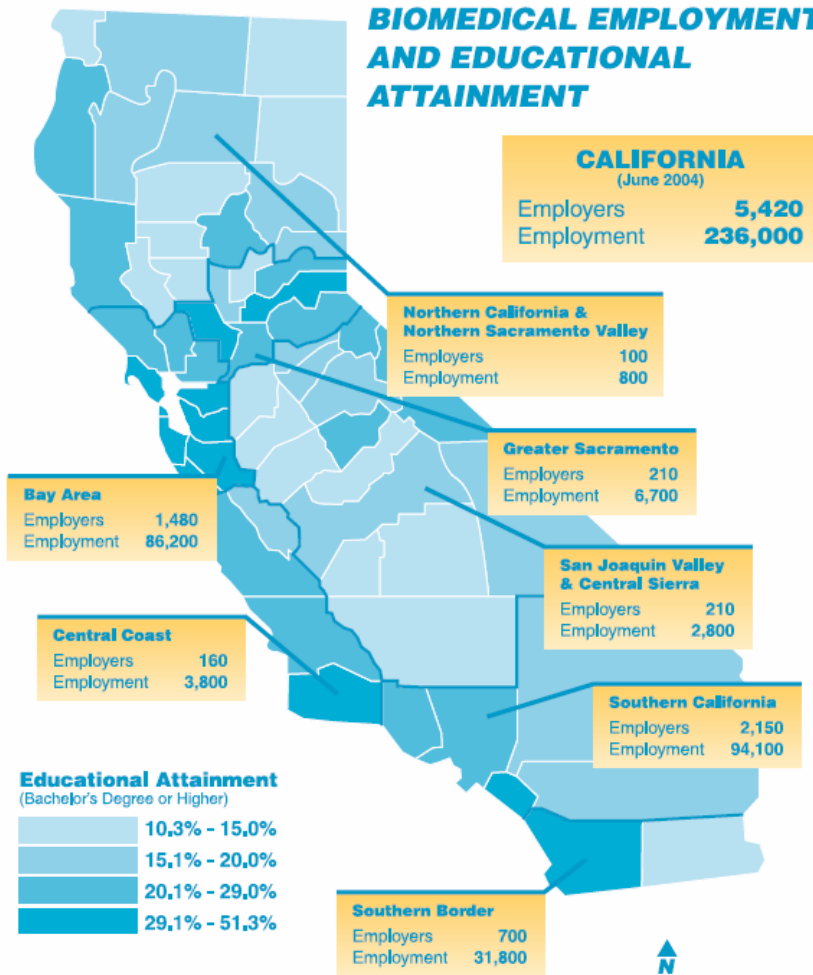 BIOMEDICAL EMPLOYMENT
AND EDUCATIONAL
ATTAINMENT
CALIFORNIA
(June 2004)
Employers 5,420
Employment 236,000
Northern California &
Northern Sacramento Valley
Employers 100
Employment 800
Greater Sacramento
Employers 210
Employment 6,700
Bay Area
Employers 1,480
Employment 86,200
San Joaquin Valley
& Central Sierra
Employers 210
Employment 2,800
Central Coast
Employers 160
Employment 3,800
Southern California
Employers 2,150
Employment 94,100
Educational Attainment
(Bachelor's Degree or Higher)
10.3% - 15.0%
15.1% - 20.0%
20.1% - 29.0%
29.1% - 51.3%
Southern Border
Employers 700
Employment 31,800
N